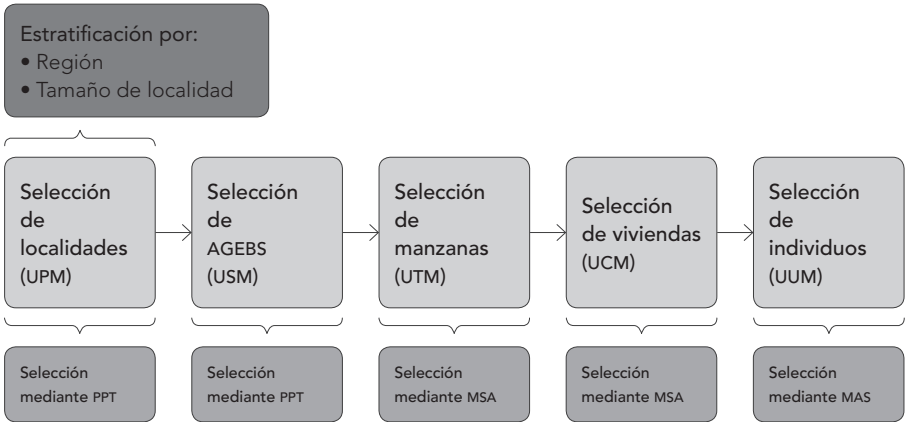 Estratificación por:
• Región
• Tamaño de localidad
Selección
de
localidades
(UPM)
Selección
de
AGEBS
(USM)
Selección
de
manzanas
(UTM)
Selección
de viviendas
(UCM)
Selección
de
individuos
(UUM)
Selección
mediante PPT
Selección
mediante PPT
Selección
mediante MSA
Selección
mediante MSA
Selección
mediante MAS